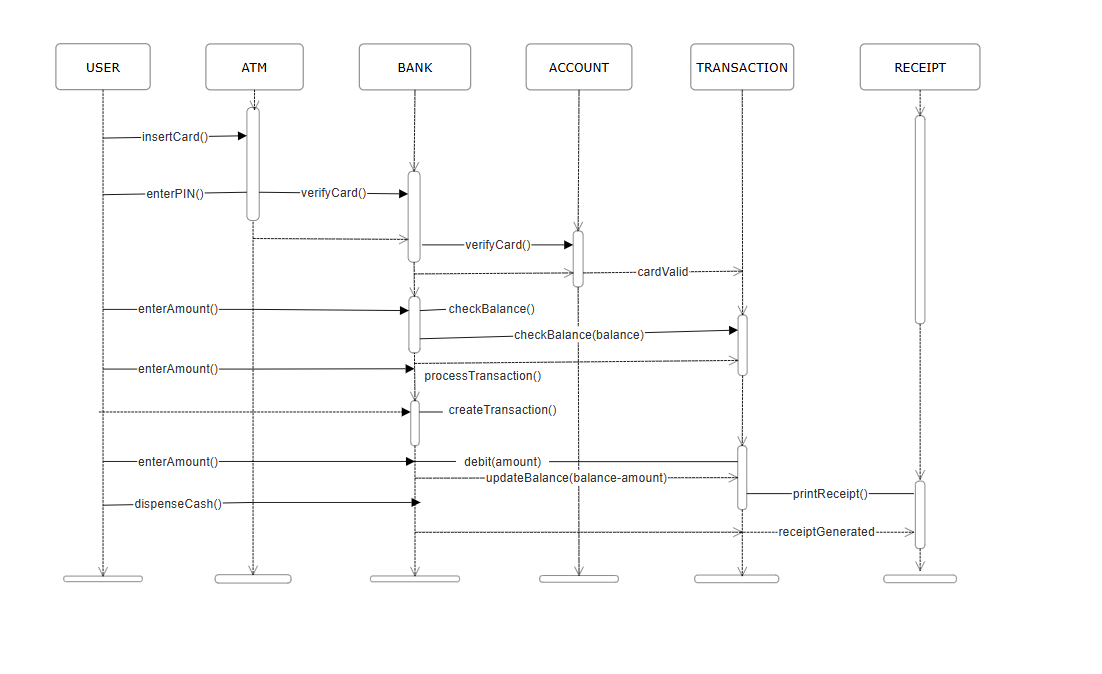 USER
ATM
BANK
ACCOUNT
TRANSACTION
RECEIPT
insertCard()
enterPIN()
verifyCard()
verifyCard()
cardValid
enterAmount()
checkBalance()
checkBalance(balance)
enterAmount()
processTransaction()
createTransaction()
enterAmount()
debit(amount)
updateBalance(balance-amount)
printReceipt()
dispenseCash()
receiptGenerated